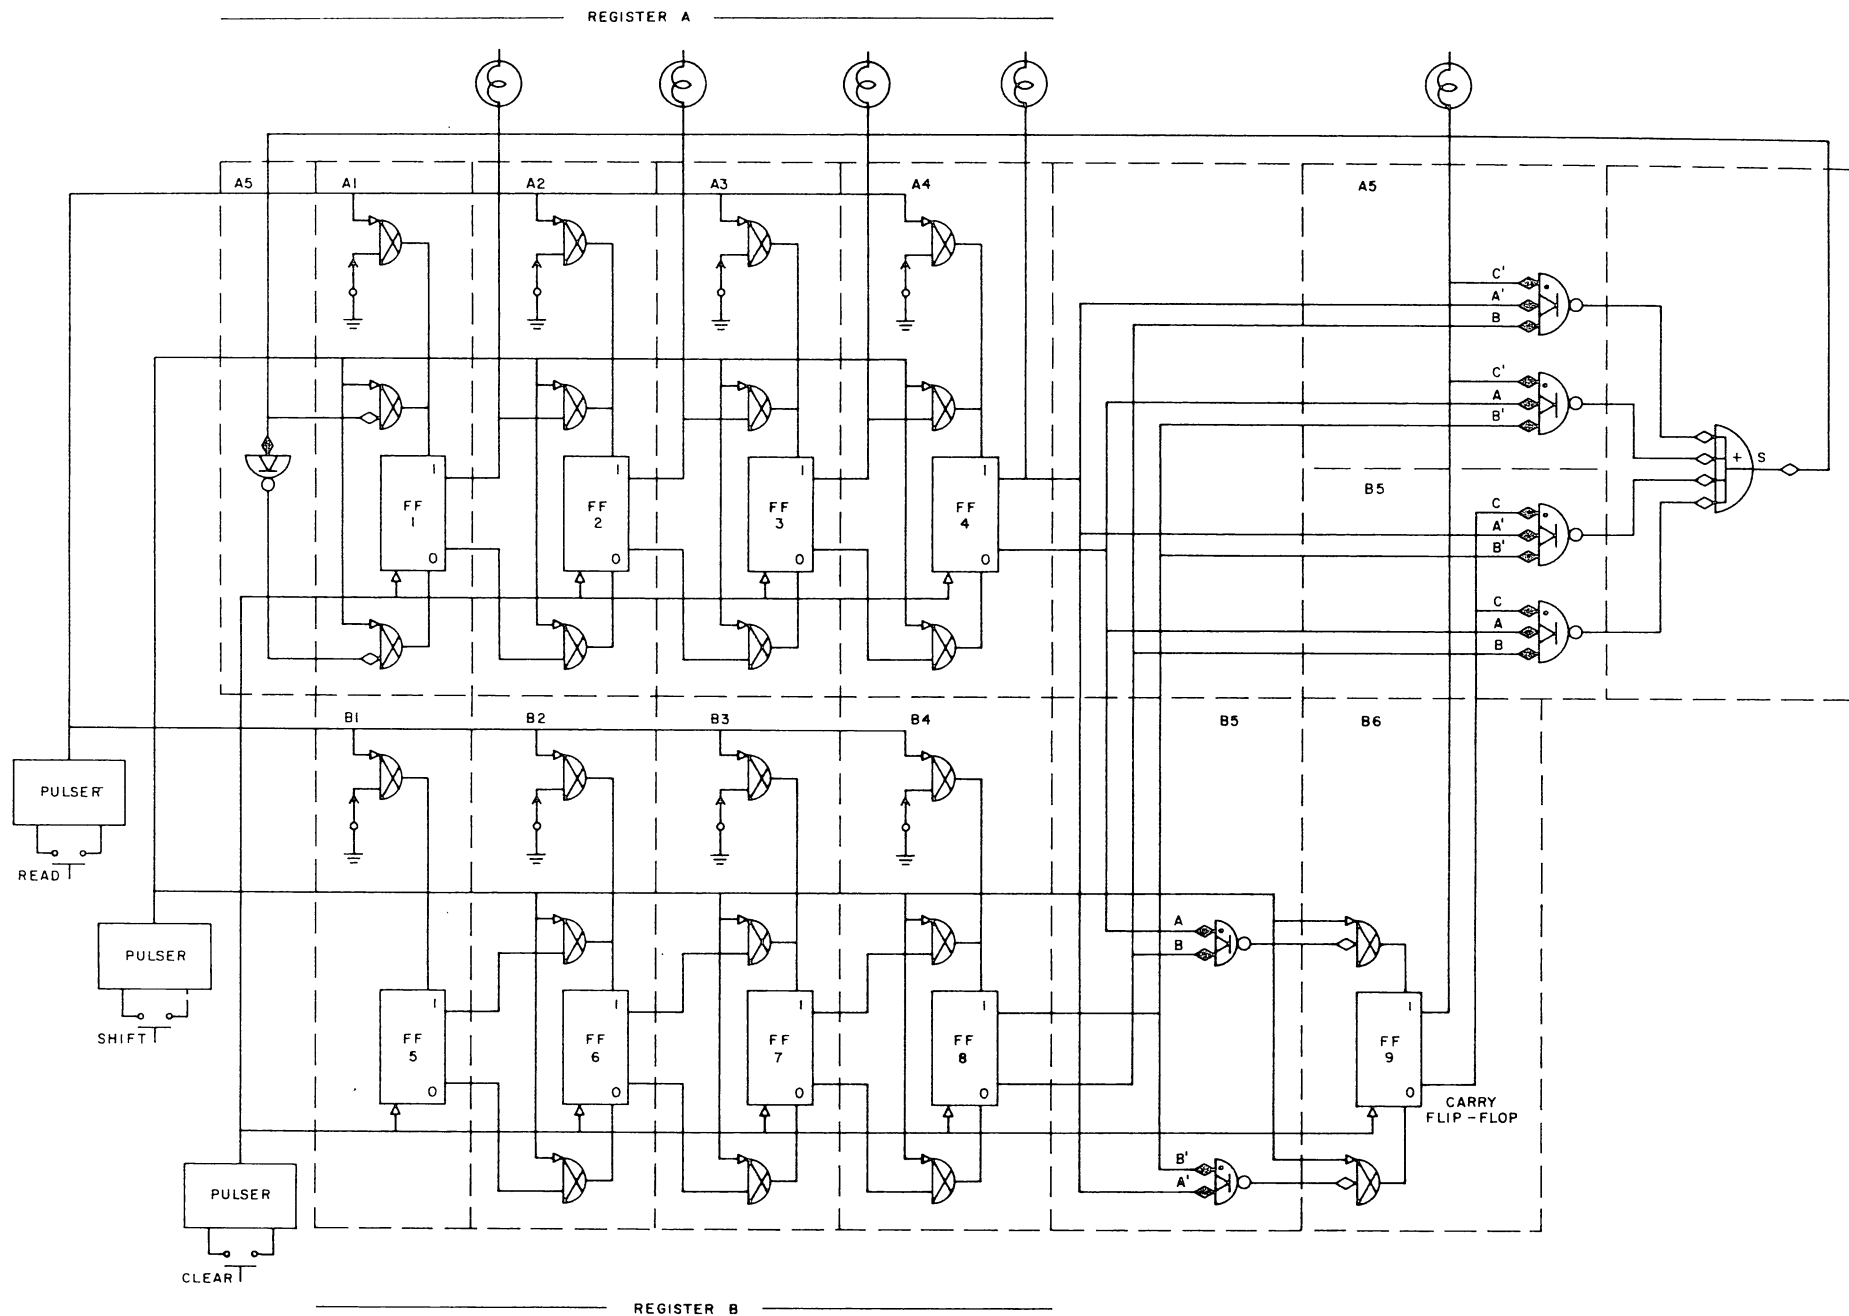 REGISTER A
A5 A1 A2 A3 A4 A5
C'
A'
B
C'
A
B'
+ S
B5
C
A'
B'
C
A
B
1 1 1 1
FF 1
FF 2
FF 3
FF 4
0 0 0 0
B1 B2 B3 B4 B5 B6
PULSER
READ
PULSER
SHIFT
A
B
1 1 1 1 1
FF 5
FF 6
FF 7
FF 8
FF 9
0 0 0 0 0
CARRY
FLIP-FLOP
B'
A'
PULSER
CLEAR
REGISTER B